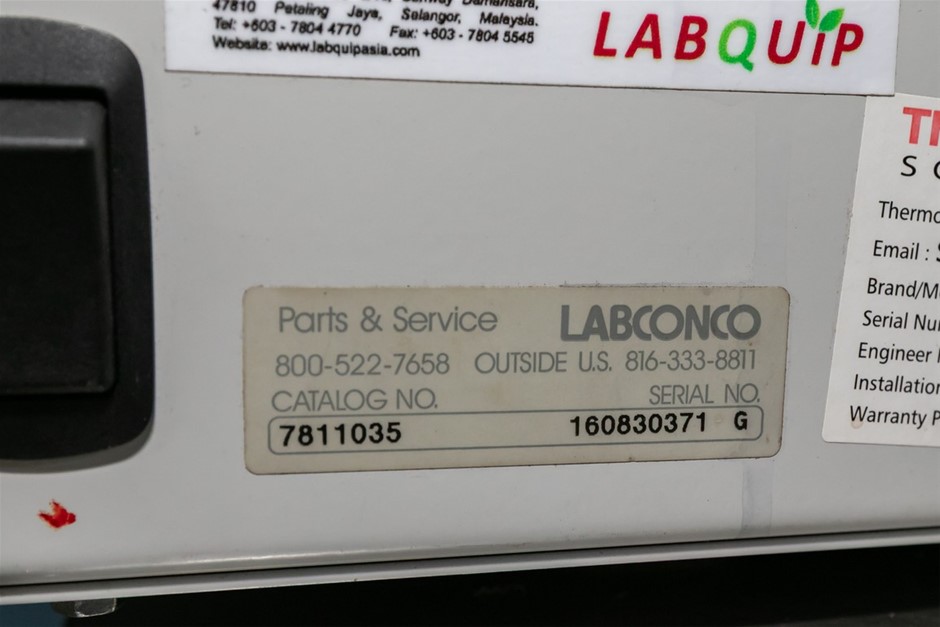 47810 Petaling Jaya, Selangor, Malaysia.
Tel: +603 - 7804 4770 Fax: +603 - 7804 5545
Website: www.labquipasia.com
LABQUIP
Thermo
Email :
Brand/M
Serial Nu
Engineer
Installation
Warranty P
Parts & Service LABCONCO
800-522-7658 OUTSIDE U.S. 816-333-8811
CATALOG NO. SERIAL NO.
7811035 160830371 G